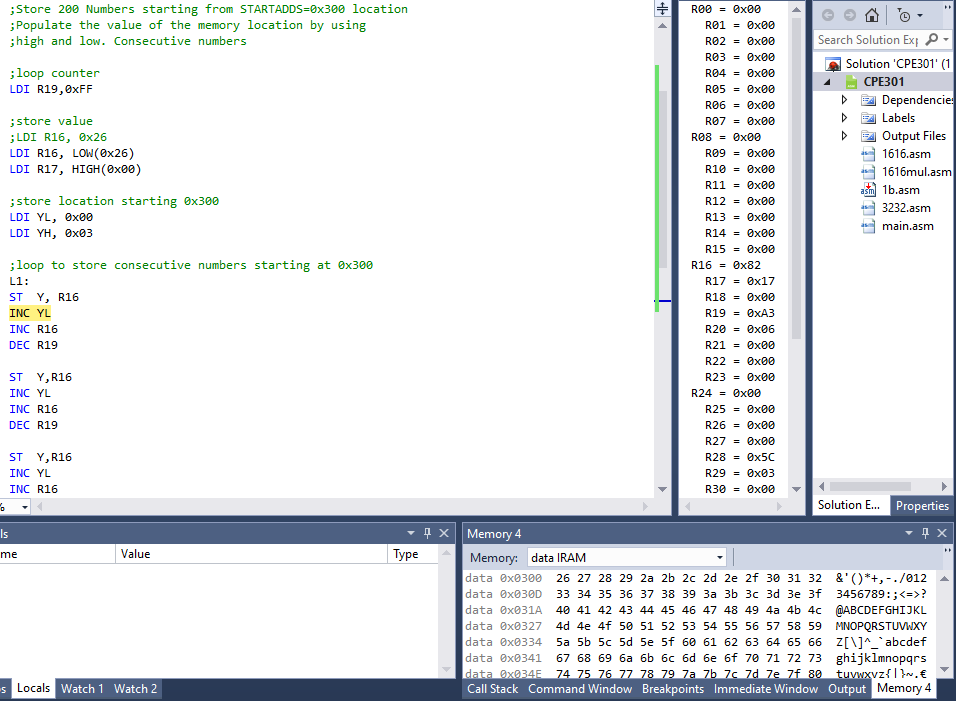 ;Store 200 Numbers starting from STARTADDS=0x300 location
;Populate the value of the memory location by using
;high and low. Consecutive numbers
;loop counter
LDI R19,0xFF
;store value
;LDI R16, 0x26
LDI R16, LOW(0x26)
LDI R17, HIGH(0x00)
;store location starting 0x300
LDI YL, 0x00
LDI YH, 0x03
;loop to store consecutive numbers starting at 0x300
L1:
ST  Y, R16
INC YL
INC R16
DEC R19
ST  Y,R16
INC YL
INC R16
DEC R19
ST  Y,R16
INC YL
INC R16
%
R00 = 0x00
R01 = 0x00
R02 = 0x00
R03 = 0x00
R04 = 0x00
R05 = 0x00
R06 = 0x00
R07 = 0x00
R08 = 0x00
R09 = 0x00
R10 = 0x00
R11 = 0x00
R12 = 0x00
R13 = 0x00
R14 = 0x00
R15 = 0x00
R16 = 0x82
R17 = 0x17
R18 = 0x00
R19 = 0xA3
R20 = 0x06
R21 = 0x00
R22 = 0x00
R23 = 0x00
R24 = 0x00
R25 = 0x00
R26 = 0x00
R27 = 0x00
R28 = 0x5C
R29 = 0x03
R30 = 0x00
Search Solution Exp
Solution 'CPE301' (1
CPE301
Dependencies
Labels
Output Files
1616.asm
1616mul.asm
1b.asm
3232.asm
main.asm
Solution E... Properties
ls
me Value Type
s Locals Watch 1 Watch 2
Memory 4
Memory: data IRAM
data 0x0300 26 27 28 29 2a 2b 2c 2d 2e 2f 30 31 32 &'()*+,-./012
data 0x030D 33 34 35 36 37 38 39 3a 3b 3c 3d 3e 3f 3456789:;<=>?
data 0x031A 40 41 42 43 44 45 46 47 48 49 4a 4b 4c @ABCDEFGHIJKL
data 0x0327 4d 4e 4f 50 51 52 53 54 55 56 57 58 59 MNOPQRSTUVWXY
data 0x0334 5a 5b 5c 5d 5e 5f 60 61 62 63 64 65 66 Z[\]^_`abcdef
data 0x0341 67 68 69 6a 6b 6c 6d 6e 6f 70 71 72 73 ghijklmnopqrs
data 0x034E 74 75 76 77 78 79 7a 7b 7c 7d 7e 7f 80 tuvwxyz{|}~.€
Call Stack Command Window Breakpoints Immediate Window Output Memory 4